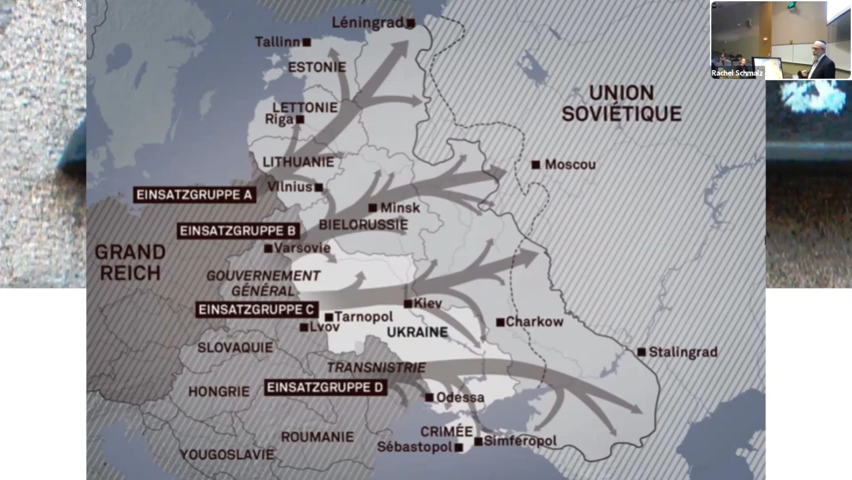 Léningrad
Tallinn
ESTONIE
Rachel Schmalz
UNION
SOVIÉTIQUE
LETTONIE
Riga
LITHUANIE
Moscou
Vilnius
EINSATZGRUPPE A
Minsk
BIELORUSSIE
EINSATZGRUPPE B
Varsovie
GRAND
REICH
GOUVERNEMENT
GÉNÉRAL
EINSATZGRUPPE C
Kiev
Tarnopol
Lvov
UKRAINE
Charkow
SLOVAQUIE
Stalingrad
TRANSNISTRIE
HONGRIE
EINSATZGRUPPE D
Odessa
CRIMÉE
ROUMANIE
Simferopol
Sébastopol
YOUGOSLAVIE